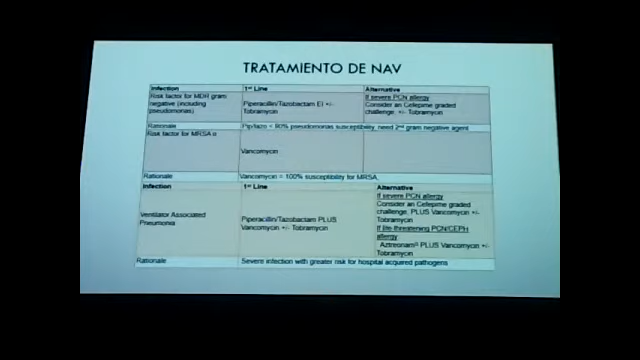 TRATAMIENTO DE NAV
Infection 1st Line Alternative
Risk factor for MDR gram negative (including pseudomonas)
Piperacillin/Tazobactam EI +/- Tobramycin
If severe PCN allergy
Consider an Cefepime graded challenge, +/- Tobramycin
Rationale Pip/tazo < 80% pseudomonas susceptibility, need 2nd gram negative agent
Risk factor for MRSA
Vancomycin
Rationale Vancomycin = 100% susceptibility for MRSA.
Infection 1st Line Alternative
Ventilator Associated Pneumonia
Piperacillin/Tazobactam PLUS Vancomycin +/- Tobramycin
If severe PCN allergy
Consider an Cefepime graded challenge, PLUS Vancomycin +/- Tobramycin
If life-threatening PCN/CEPH allergy
Aztreonam PLUS Vancomycin +/- Tobramycin
Rationale Severe infection with greater risk for hospital acquired pathogens